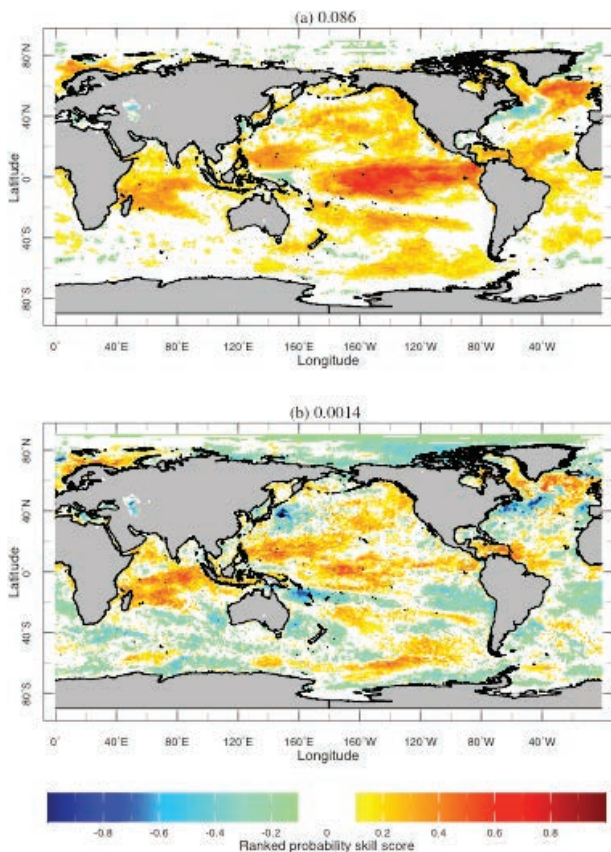 (a) 0.086
80˚N
40˚N
0
40˚S
80˚S
Latitude
0˚ 40˚E 80˚E 120˚E 160˚E 160˚W 120˚W 80˚W 40˚W
Longitude
(b) 0.0014
80˚N
40˚N
0
40˚S
80˚S
Latitude
0˚ 40˚E 80˚E 120˚E 160˚E 160˚W 120˚W 80˚W 40˚W
Longitude
-0.8 -0.6 -0.4 -0.2 0 0.2 0.4 0.6 0.8
Ranked probability skill score